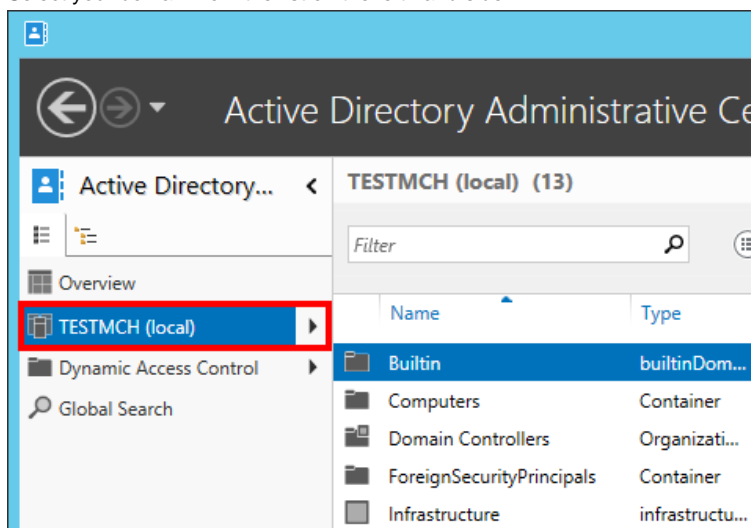 Active Directory Administrative Ce
Active Directory...
TESTMCH (local) (13)
Filter
Overview
TESTMCH (local)
Dynamic Access Control
Global Search
Name Type
Builtin builtinDom...
Computers Container
Domain Controllers Organizati...
ForeignSecurityPrincipals Container
Infrastructure infrastructu...